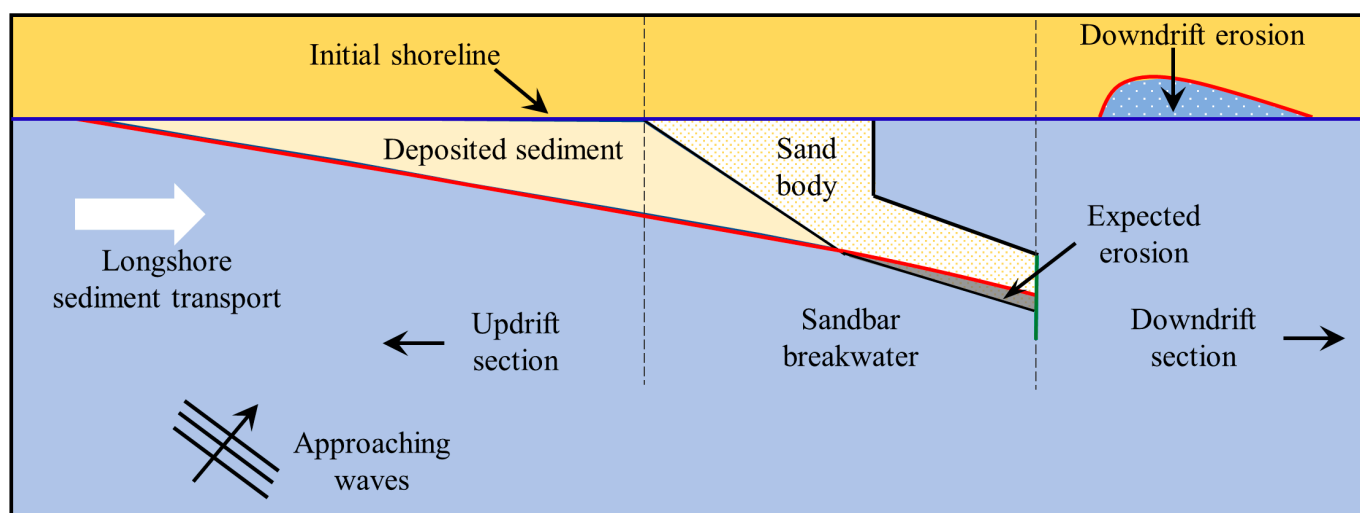 Initial shoreline
Downdrift erosion
Deposited sediment
Sand
body
Expected
erosion
Longshore
sediment transport
Updrift
section
Sandbar
breakwater
Downdrift
section
Approaching
waves